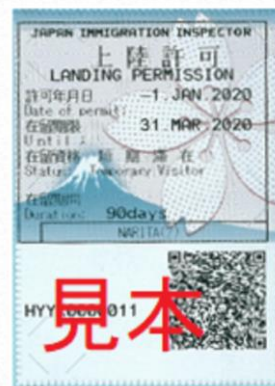 JAPAN IMMIGRATION INSPECTOR
上陸許可
LANDING PERMISSION
許可年月日 -1.JAN.2020
Date of permit:
在留期限 31.MAR.2020
Until:
在留資格 短期滞在
Status: Temporary Visitor
在留期間
Duration: 90days
NARITA(2)
見本